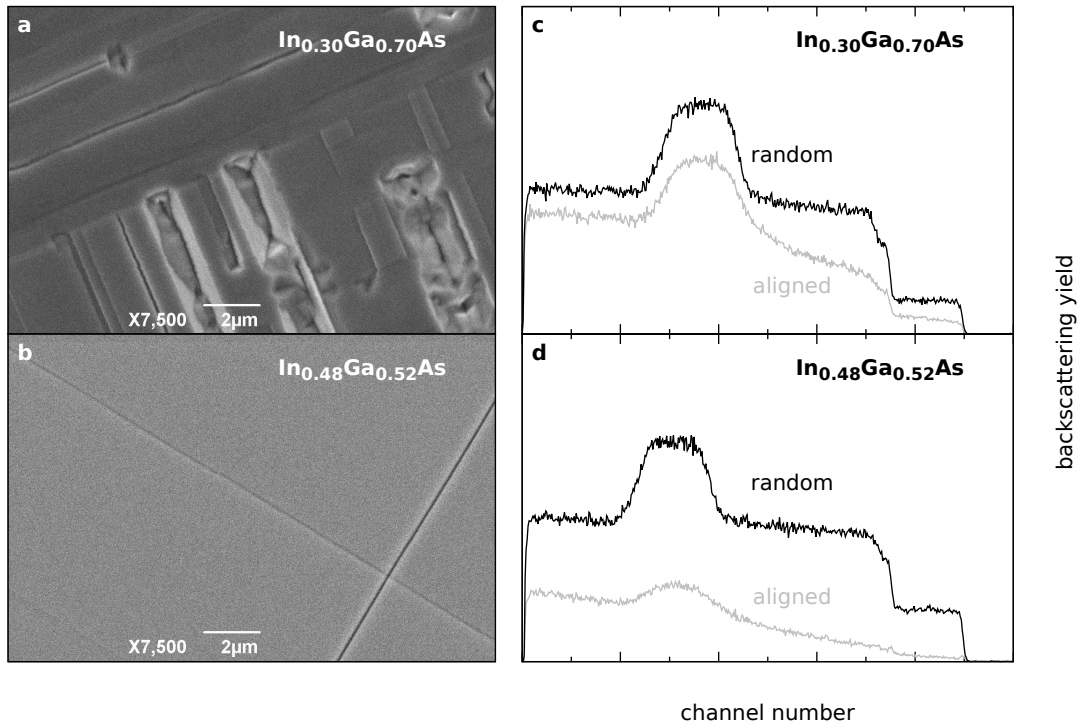 a
In0.30Ga0.70As
X7,500
2µm
b
In0.48Ga0.52As
X7,500
2µm
c
In0.30Ga0.70As
random
aligned
d
In0.48Ga0.52As
random
aligned
backscattering yield
channel number